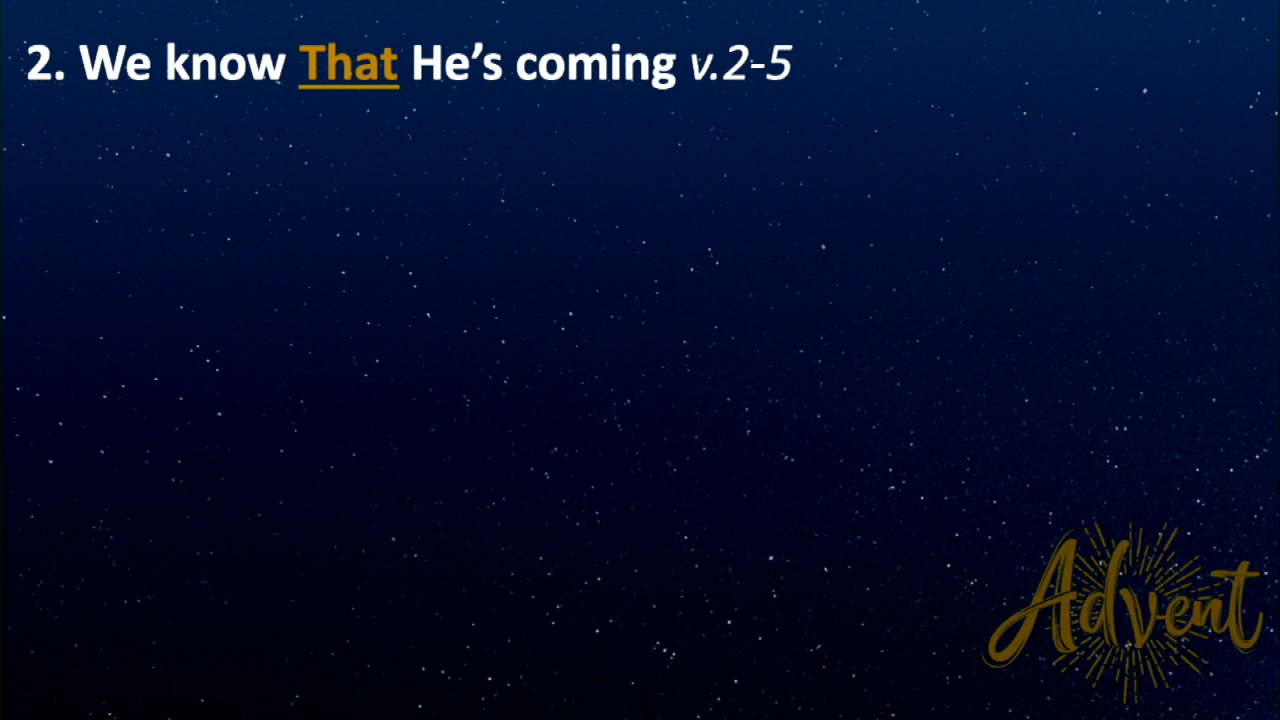 2. We know That He’s coming v.2-5
Advent